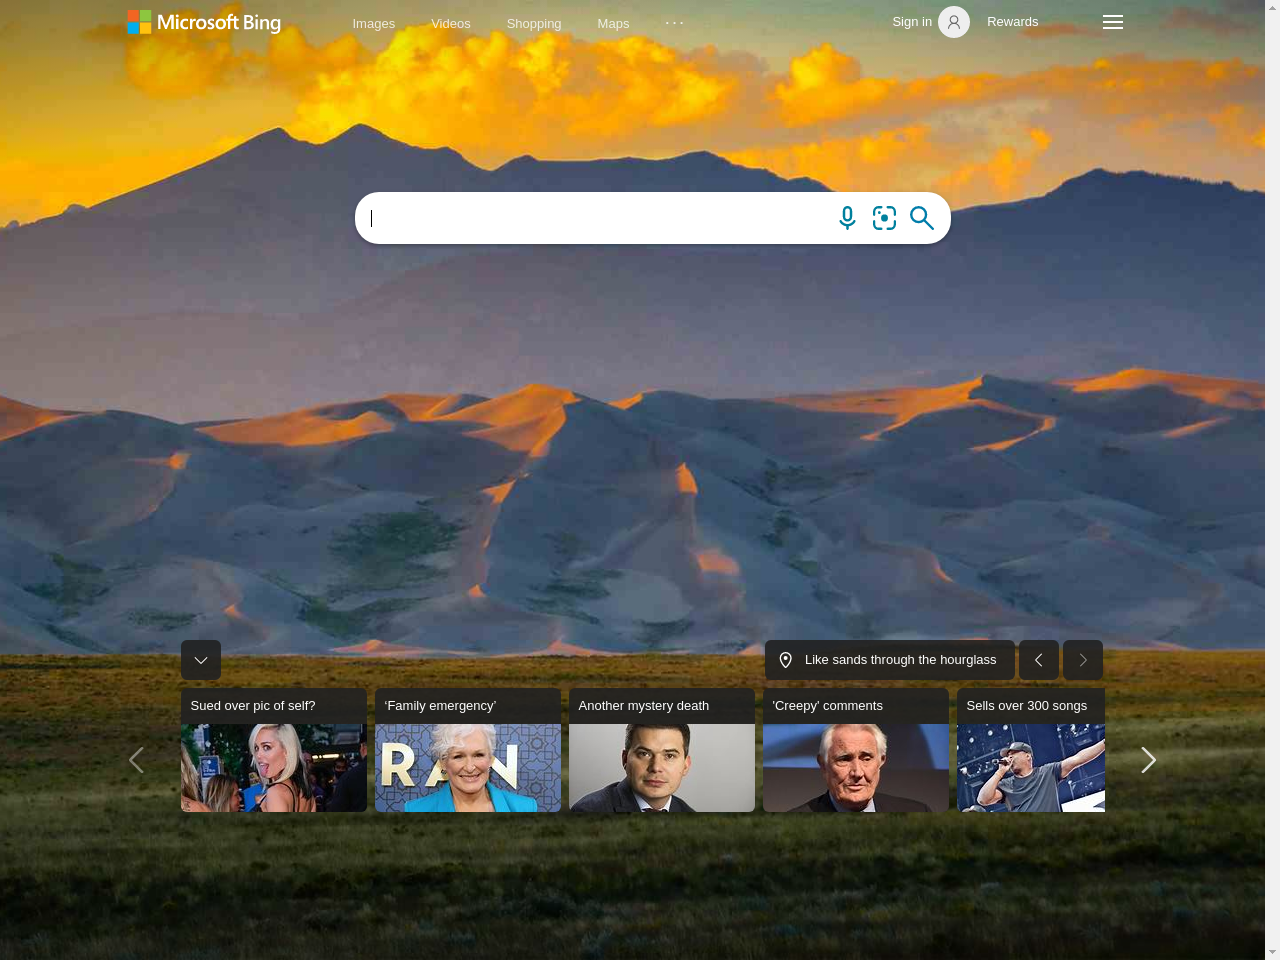 Microsoft Bing
Images Videos Shopping Maps ···
Sign in Rewards
Like sands through the hourglass
Sued over pic of self?
‘Family emergency’
Another mystery death
'Creepy' comments
Sells over 300 songs
RAN